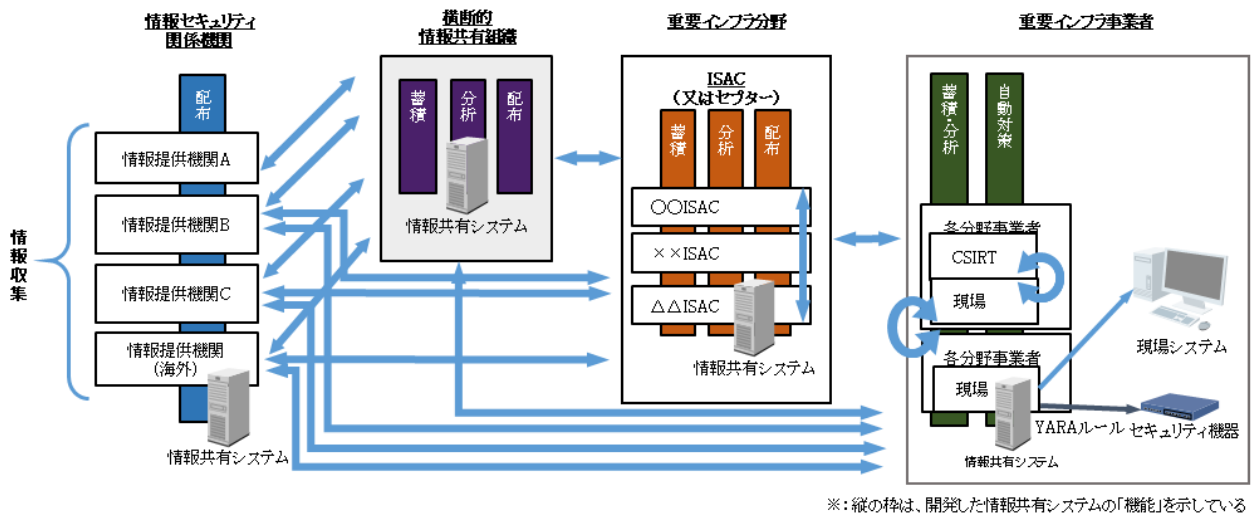 情報セキュリティ
関係機関
配布
情報収集
情報提供機関A
情報提供機関B
情報提供機関C
情報提供機関
(海外)
情報共有システム
横断的
情報共有組織
蓄積
分析
配布
情報共有システム
重要インフラ分野
ISAC
(又はセプター)
蓄積
分析
配布
〇〇ISAC
××ISAC
△△ISAC
情報共有システム
重要インフラ事業者
蓄積・分析
自動対策
各分野事業者
CSIRT
現場
各分野事業者
現場
情報共有システム
現場システム
YARAルール
セキュリティ機器
※:縦の枠は、開発した情報共有システムの「機能」を示している